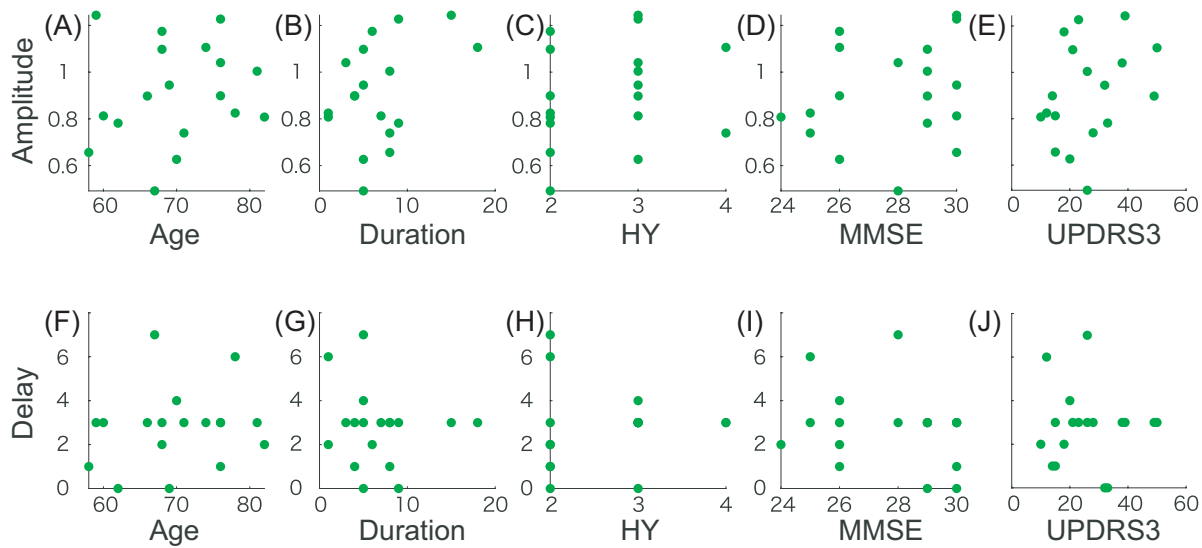 (A) (B) (C) (D) (E)
Amplitude
1 1 1 1 1
0.8 0.8 0.8 0.8 0.8
0.6 0.6 0.6 0.6 0.6
60 70 80 0 10 20 2 3 4 24 26 28 30 0 20 40 60
Age Duration HY MMSE UPDRS3
(F) (G) (H) (I) (J)
Delay
6 6 6 6 6
4 4 4 4 4
2 2 2 2 2
0 0 0 0 0
60 70 80 0 10 20 2 3 4 24 26 28 30 0 20 40 60
Age Duration HY MMSE UPDRS3